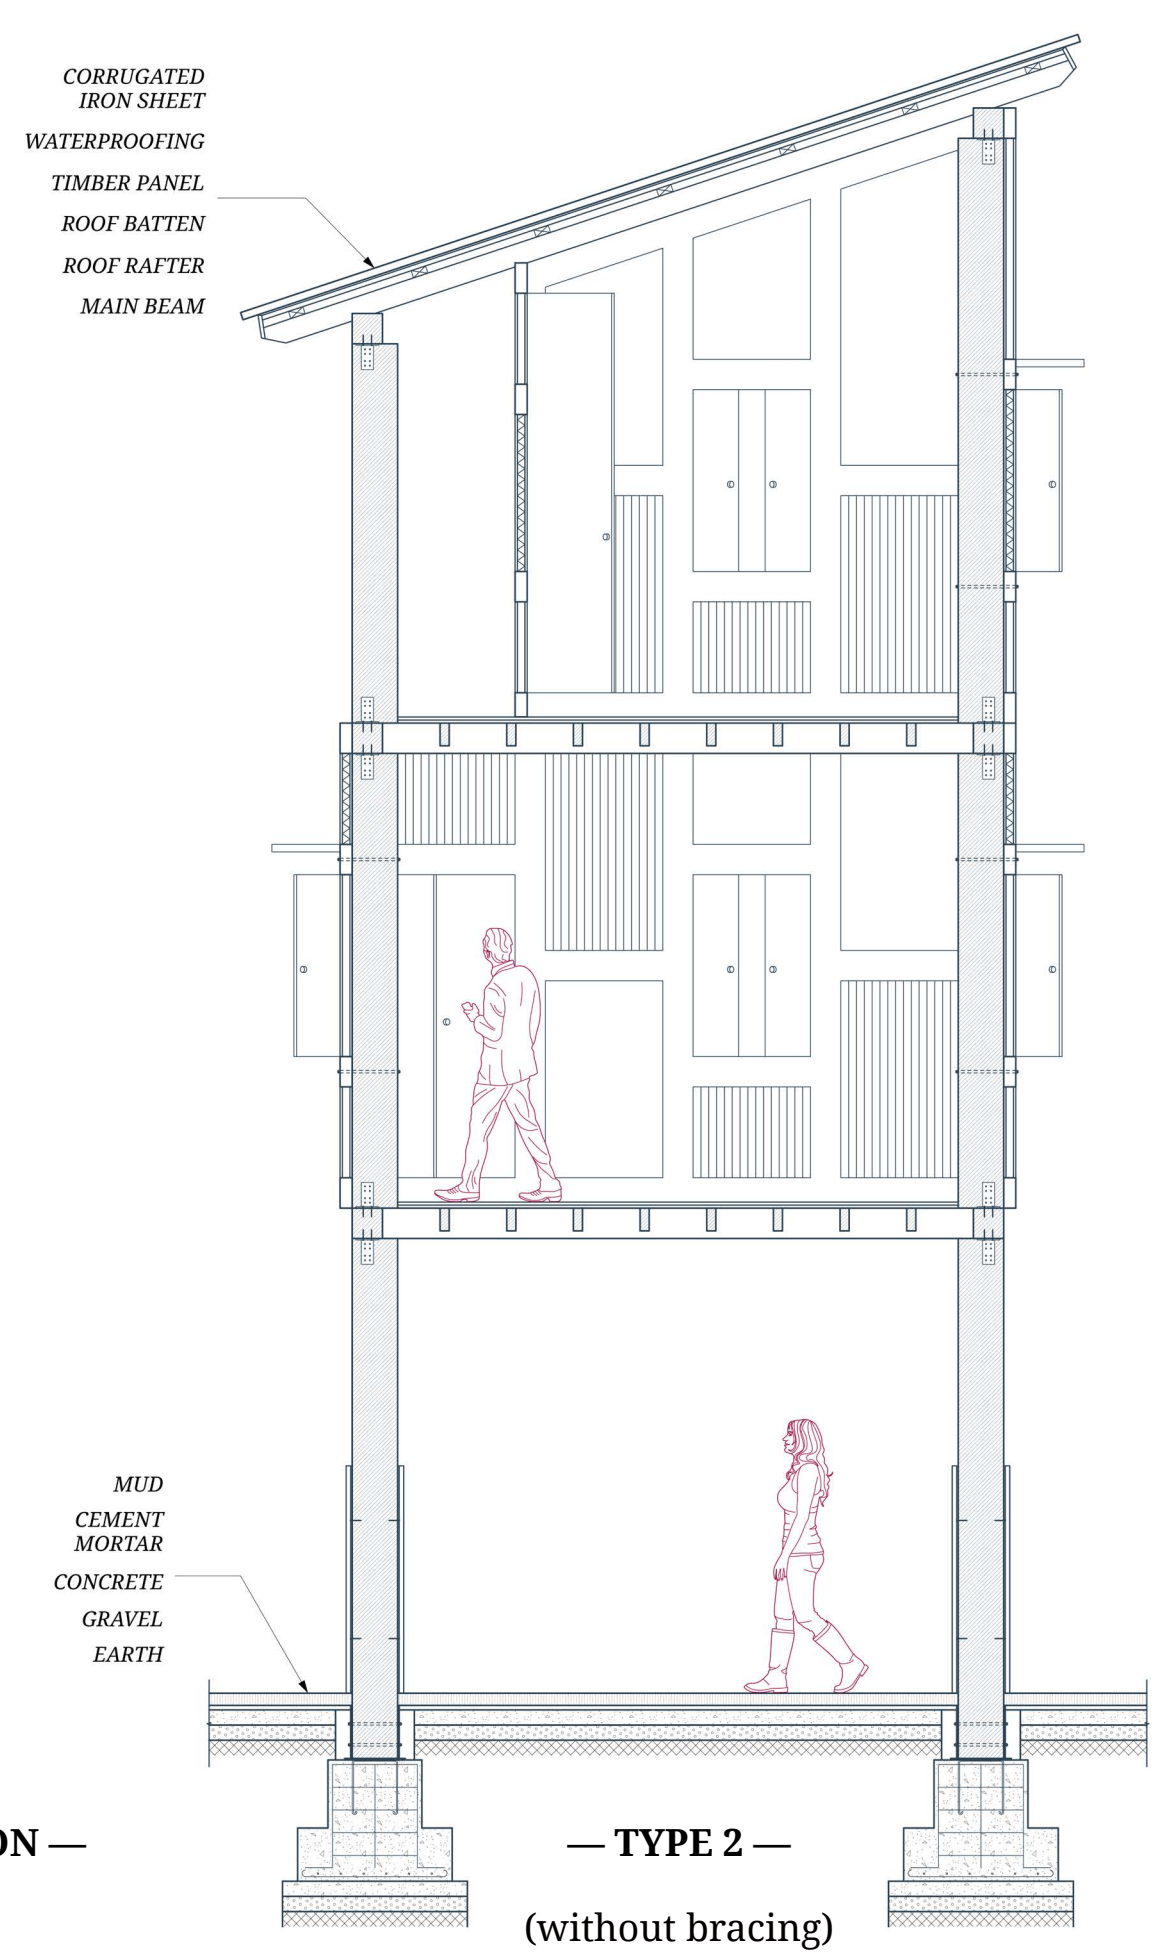 CORRUGATED
IRON SHEET
WATERPROOFING
TIMBER PANEL
ROOF BATTEN
ROOF RAFTER
MAIN BEAM
MUD
CEMENT
MORTAR
CONCRETE
GRAVEL
EARTH
ON —
— TYPE 2 —
(without bracing)